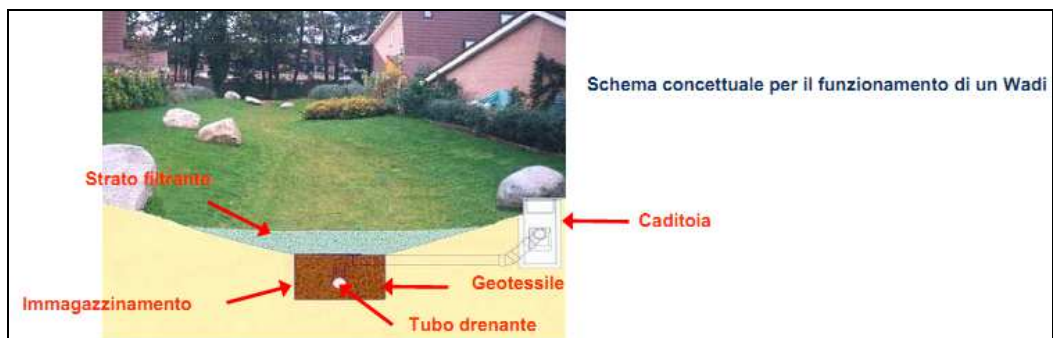 Schema concettuale per il funzionamento di un Wadi
Strato filtrante
Caditoia
Geotessile
Immagazzinamento
Tubo drenante